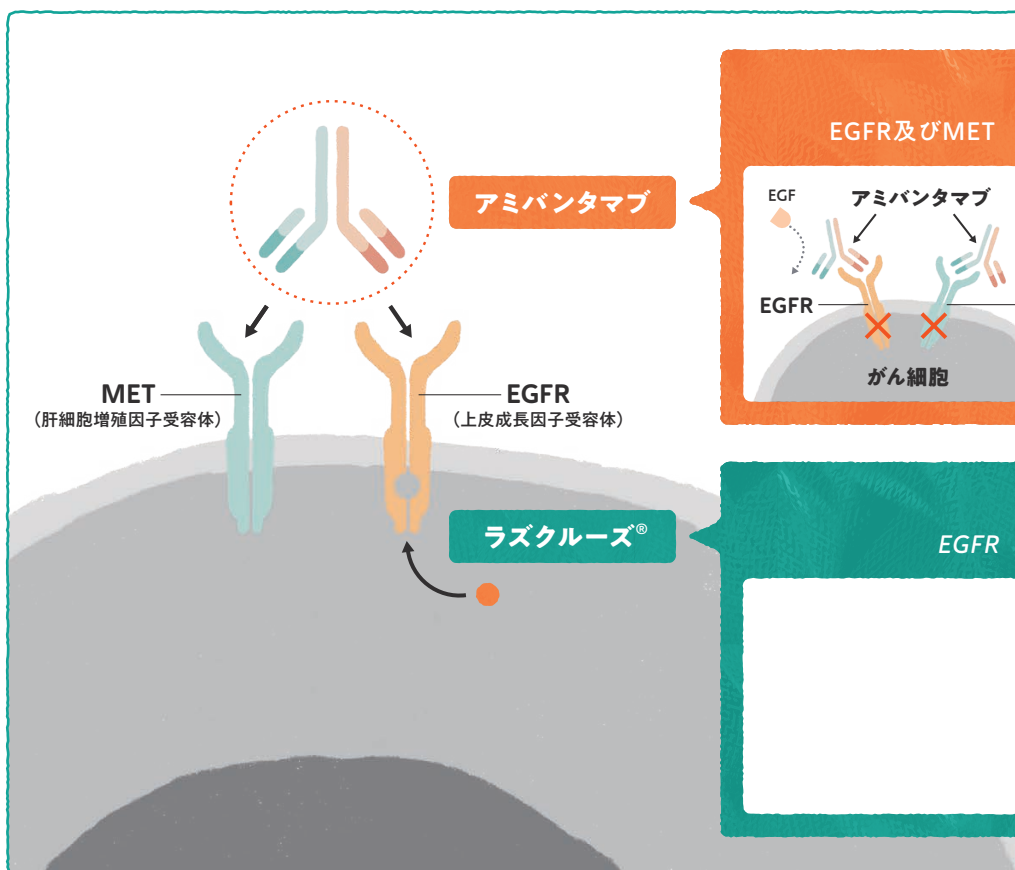 アミバンタマブ
MET
(肝細胞増殖因子受容体)
EGFR
(上皮成長因子受容体)
ラズクルーズ®
EGFR及びMET
EGF
アミバンタマブ
EGFR
がん細胞
EGFR